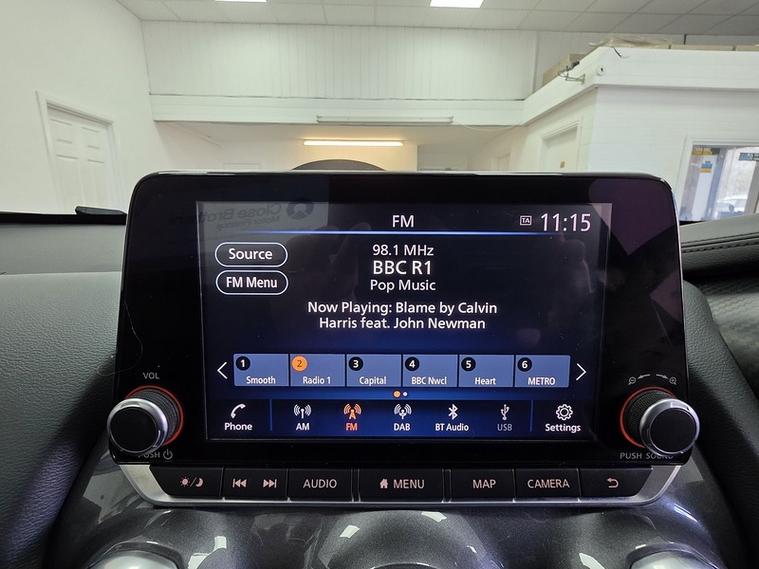 Close Brothers
FM
TA
11:15
Source
98.1 MHz
BBC R1
FM Menu
Pop Music
Now Playing: Blame by Calvin
Harris feat. John Newman
1 2 3 4 5 6
Smooth Radio 1 Capital BBC Nwcl Heart METRO
Phone AM FM DAB BT Audio USB Settings
VOL
PUSH
PUSH SOUND
AUDIO MENU MAP CAMERA